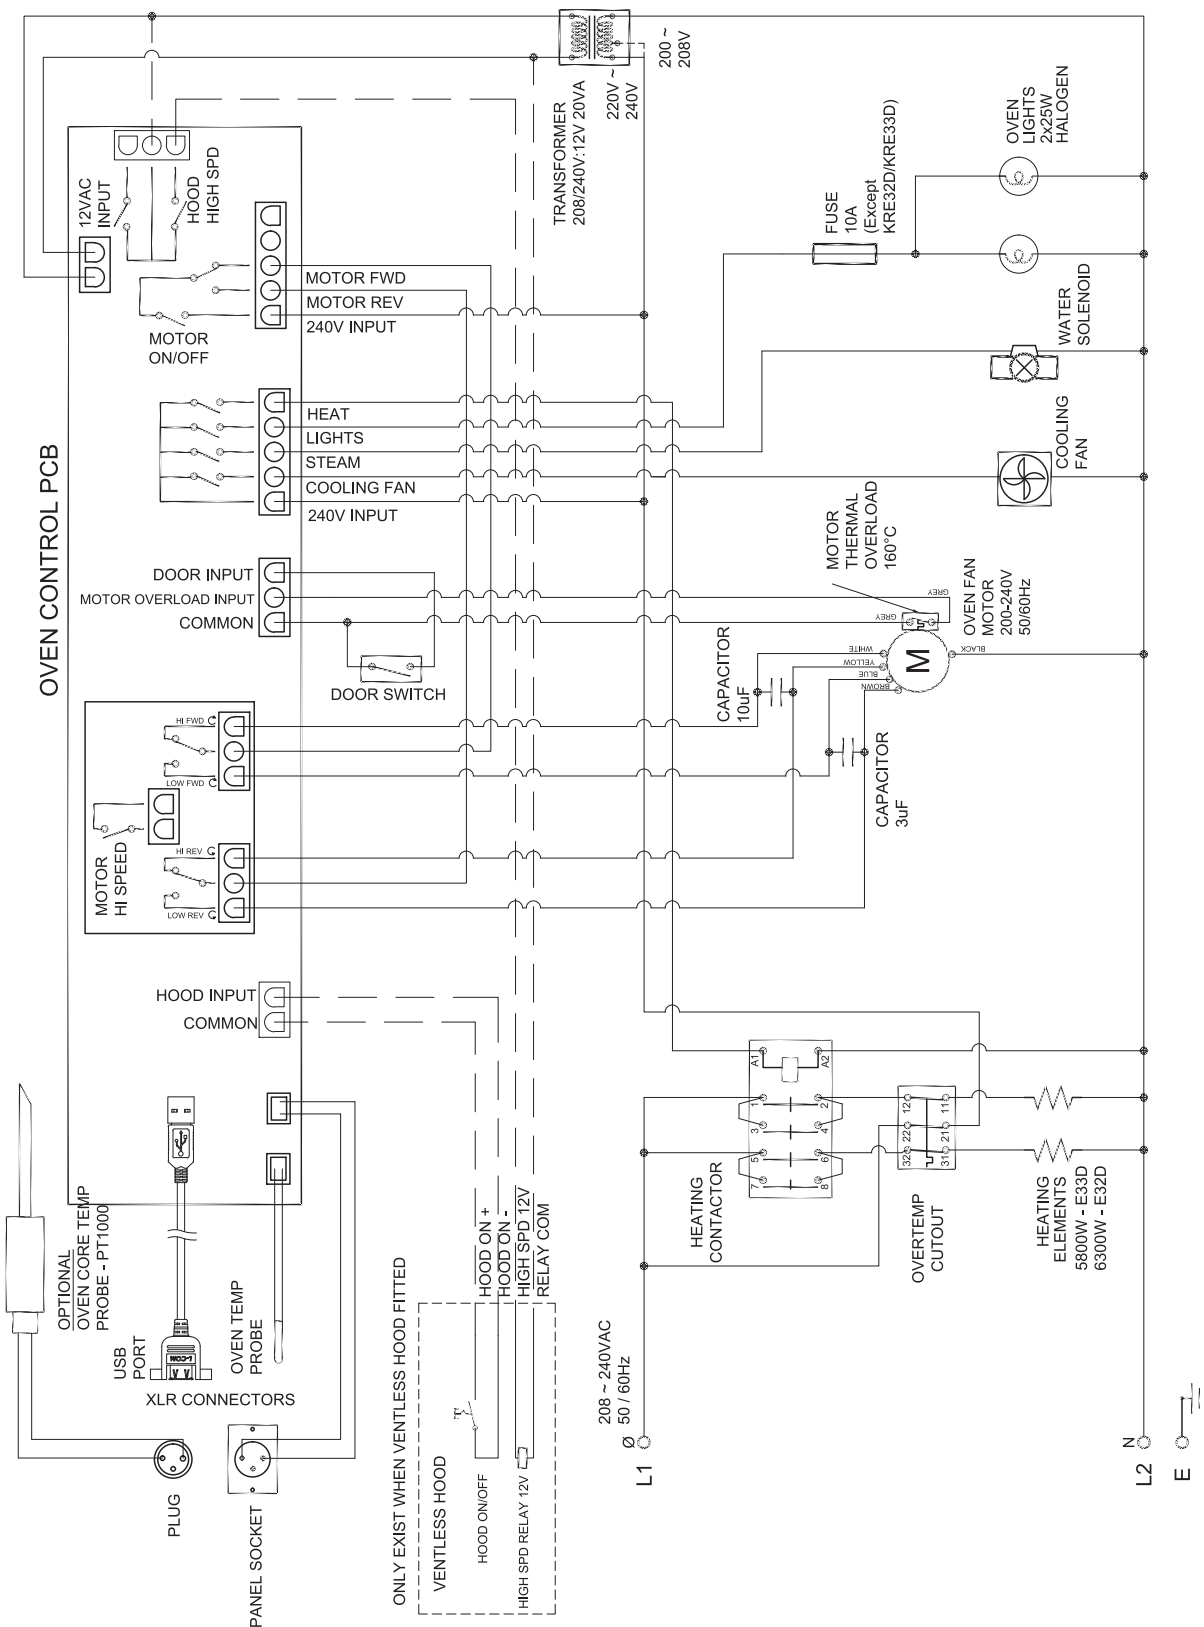 OVEN CONTROL PCB
12VAC
INPUT
HOOD
HIGH SPD
MOTOR
ON/OFF
MOTOR FWD
MOTOR REV
240V INPUT
HEAT
LIGHTS
STEAM
COOLING FAN
240V INPUT
DOOR INPUT
MOTOR OVERLOAD INPUT
COMMON
DOOR SWITCH
HI FWD
LOW FWD
MOTOR
HI SPEED
HI REV
LOW REV
HOOD INPUT
COMMON
TRANSFORMER
208/240V:12V 20VA
220V ~
240V
200 ~
208V
FUSE
10A
(Except
KRE32D/KRE33D)
OVEN
LIGHTS
2x25W
HALOGEN
WATER
SOLENOID
COOLING
FAN
MOTOR
THERMAL
OVERLOAD
160°C
GREY
GREY
OVEN FAN
MOTOR
200-240V
50/60Hz
M
WHITE
YELLOW
BLUE
BROWN
BLACK
CAPACITOR
10uF
CAPACITOR
3uF
A1
A2
1
2
3
4
5
6
7
8
HEATING
CONTACTOR
12
11
22
21
32
31
OVERTEMP
CUTOUT
HEATING
ELEMENTS
5800W - E33D
6300W - E32D
OPTIONAL
OVEN CORE TEMP
PROBE - PT1000
USB
PORT
L-COM
OVEN TEMP
PROBE
XLR CONNECTORS
PLUG
PANEL SOCKET
ONLY EXIST WHEN VENTLESS HOOD FITTED
VENTLESS HOOD
HOOD ON/OFF
HIGH SPD RELAY 12V
HOOD ON +
HOOD ON -
HIGH SPD 12V
RELAY COM
208 ~ 240VAC
50 / 60Hz
Ø
L1
N
L2
E